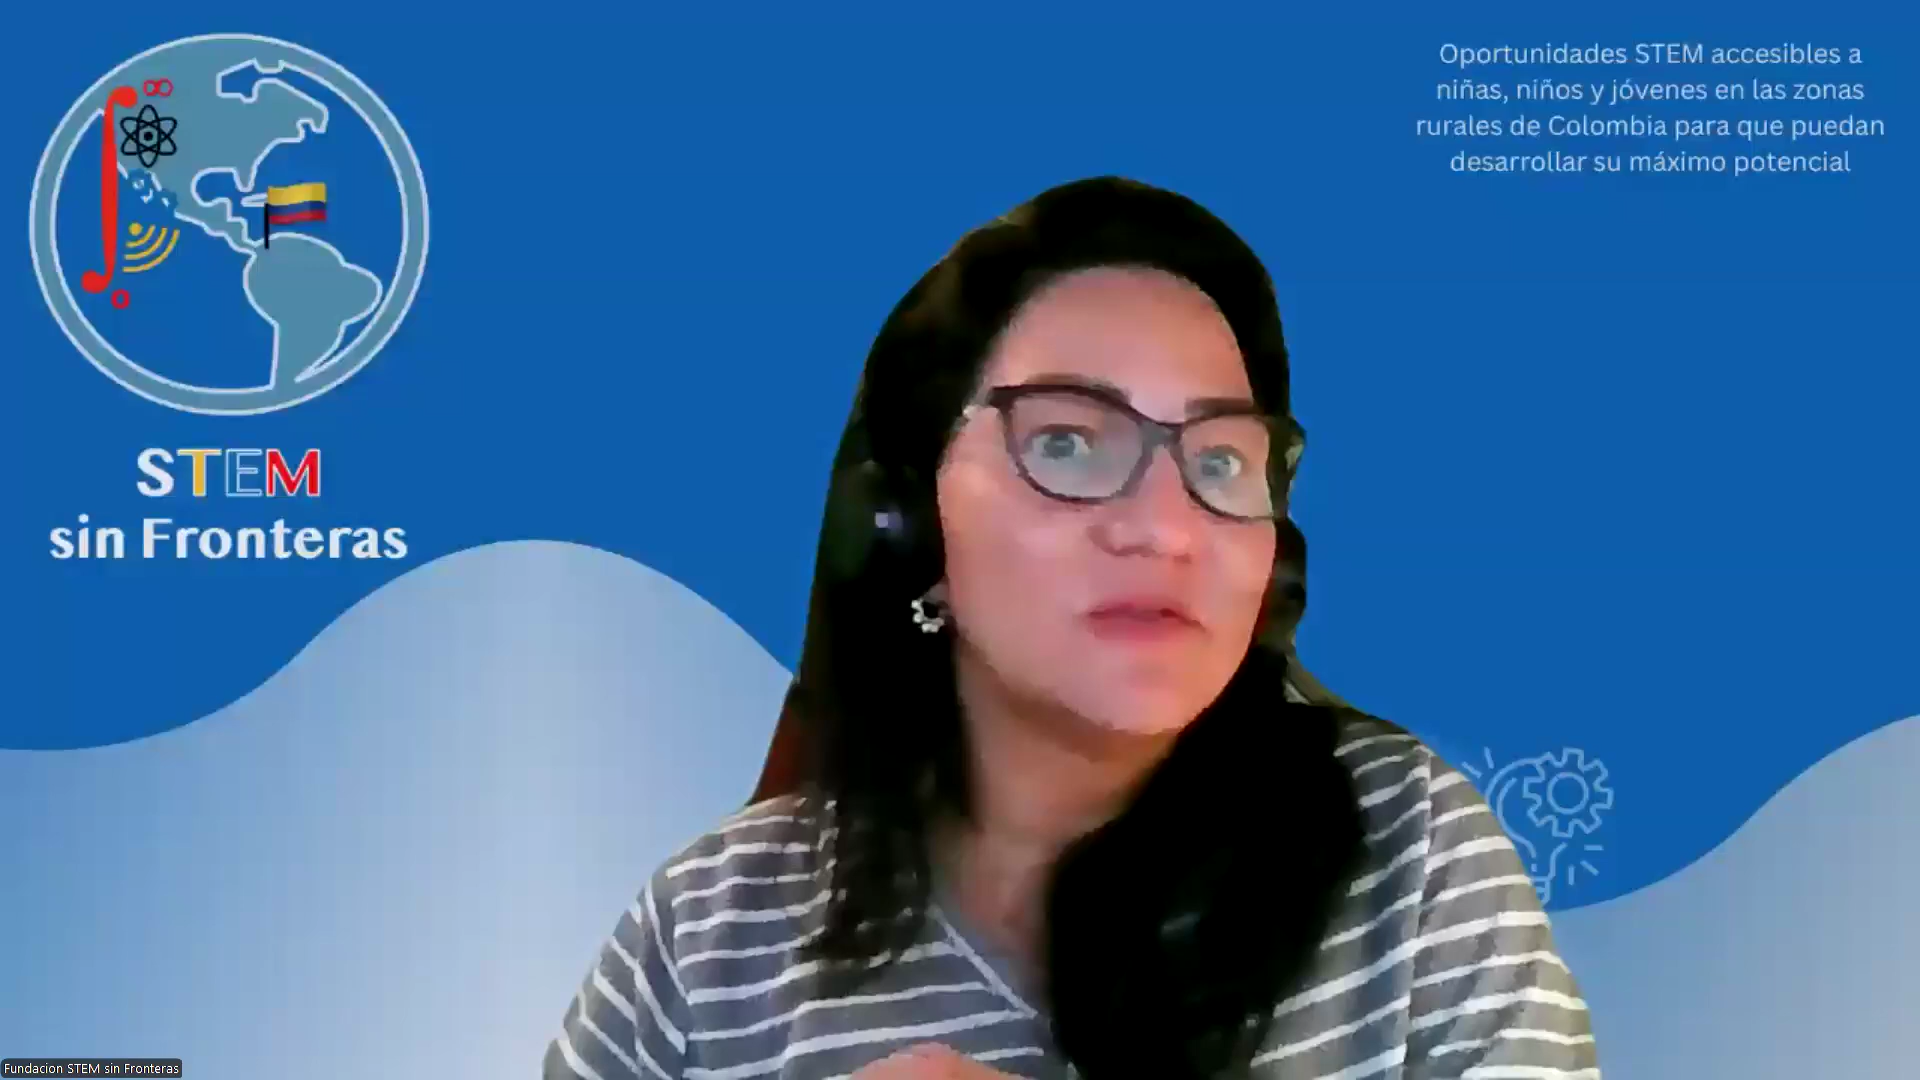 STEM
sin Fronteras
Oportunidades STEM accesibles a
niñas, niños y jóvenes en las zonas
rurales de Colombia para que puedan
desarrollar su máximo potencial
Fundacion STEM sin Fronteras